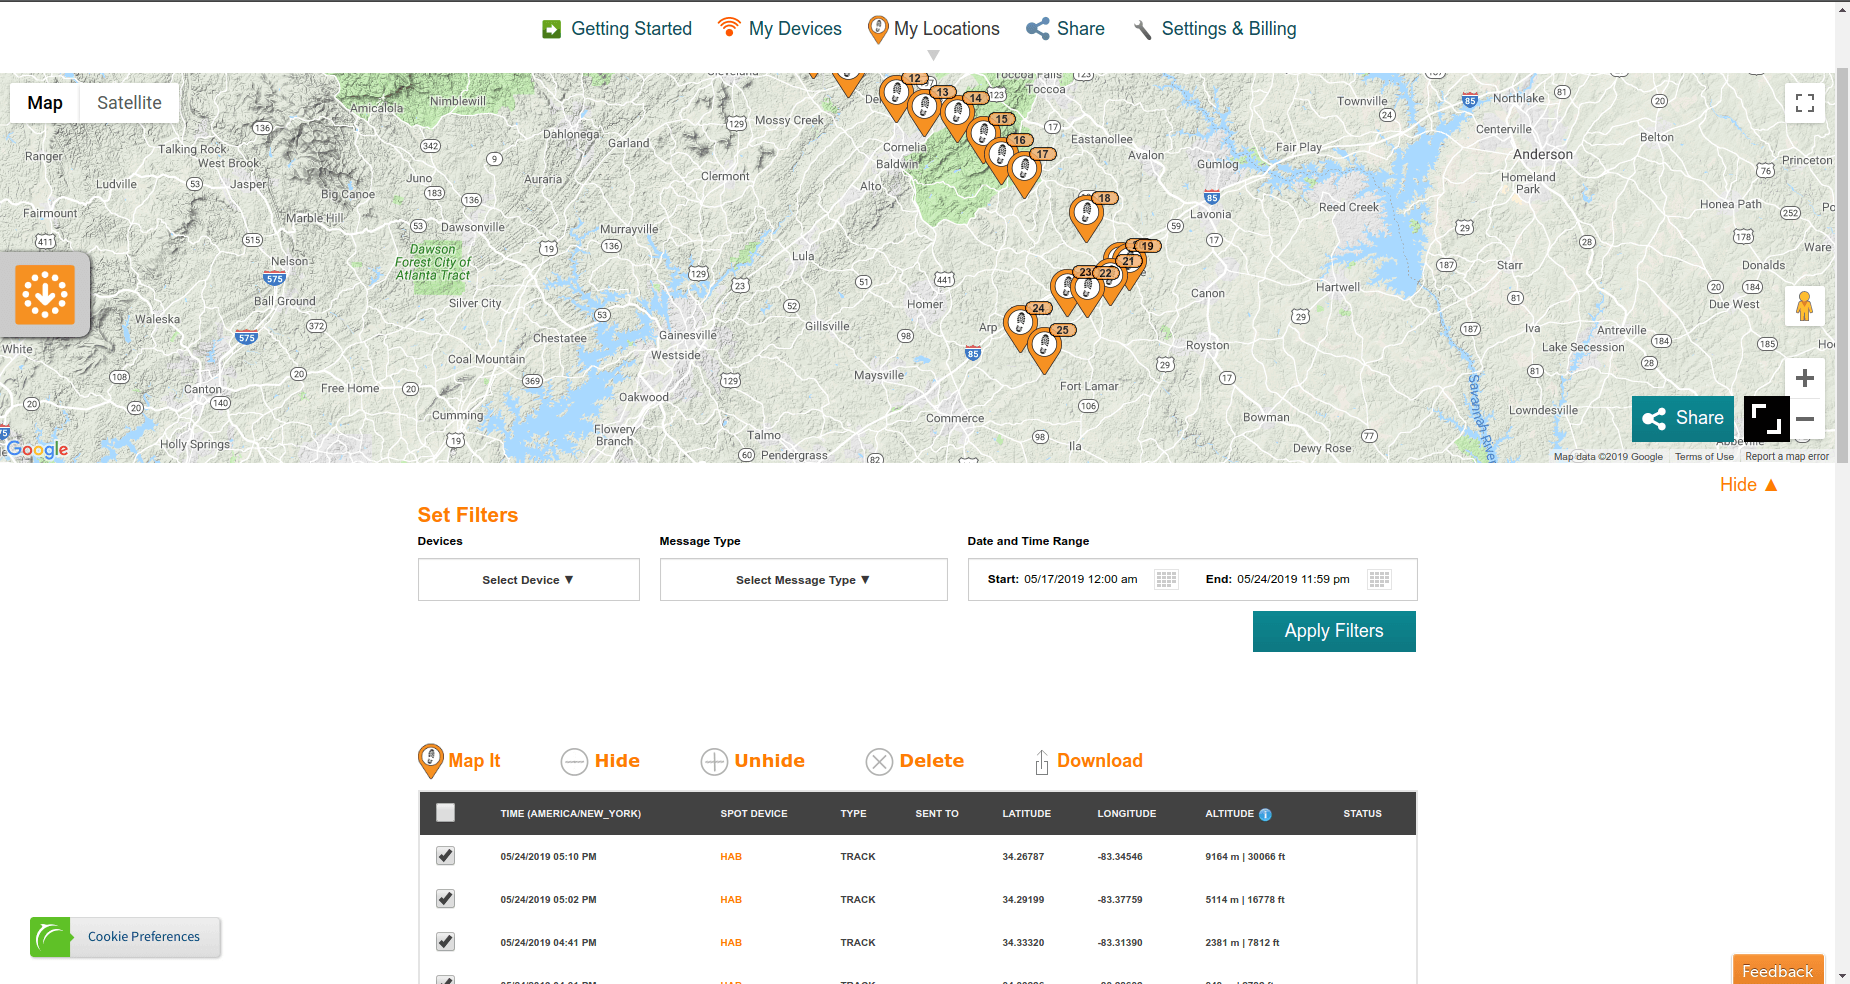 Getting Started
My Devices
My Locations
Share
Settings & Billing
Map
Satellite
Toccoa Falls
Toccoa
Amicalola
Nimblewill
Townville
Northlake
Mossy Creek
Dahlonega
Garland
Eastanollee
Centerville
Belton
Talking Rock
Ranger
West Brook
Cornelia
Baldwin
Avalon
Fair Play
Anderson
Princeton
Gumlog
Ludville
Jasper
Juno
Auraria
Clermont
Alto
Homeland
Park
Big Canoe
Fairmount
Marble Hill
Dawsonville
Murrayville
Lavonia
Reed Creek
Honea Path
Nelson
Dawson
Forest City of
Atlanta Tract
Lula
Starr
Ware
Donalds
Ball Ground
Silver City
Homer
Canon
Hartwell
Due West
Waleska
Chestatee
Gainesville
Gillsville
Arp
Iva
Antreville
White
Coal Mountain
Westside
Royston
Lake Secession
Canton
Free Home
Maysville
Fort Lamar
Oakwood
Cumming
Commerce
Bowman
Lowndesville
Savannah River
Holly Springs
Flowery
Branch
Talmo
Pendergrass
Ila
Dewy Rose
12
13
14
15
16
17
18
19
21
22
23
24
25
Google
Share
Map data ©2019 Google
Terms of Use
Report a map error
Hide ▲
Set Filters
Devices
Message Type
Date and Time Range
Select Device ▼
Select Message Type ▼
Start: 05/17/2019 12:00 am
End: 05/24/2019 11:59 pm
Apply Filters
Map It
Hide
Unhide
Delete
Download
TIME (AMERICA/NEW_YORK) SPOT DEVICE TYPE SENT TO LATITUDE LONGITUDE ALTITUDE STATUS
05/24/2019 05:10 PM HAB TRACK 34.26787 -83.34546 9164 m | 30066 ft
05/24/2019 05:02 PM HAB TRACK 34.29199 -83.37759 5114 m | 16778 ft
05/24/2019 04:41 PM HAB TRACK 34.33320 -83.31390 2381 m | 7812 ft
Cookie Preferences
Feedback